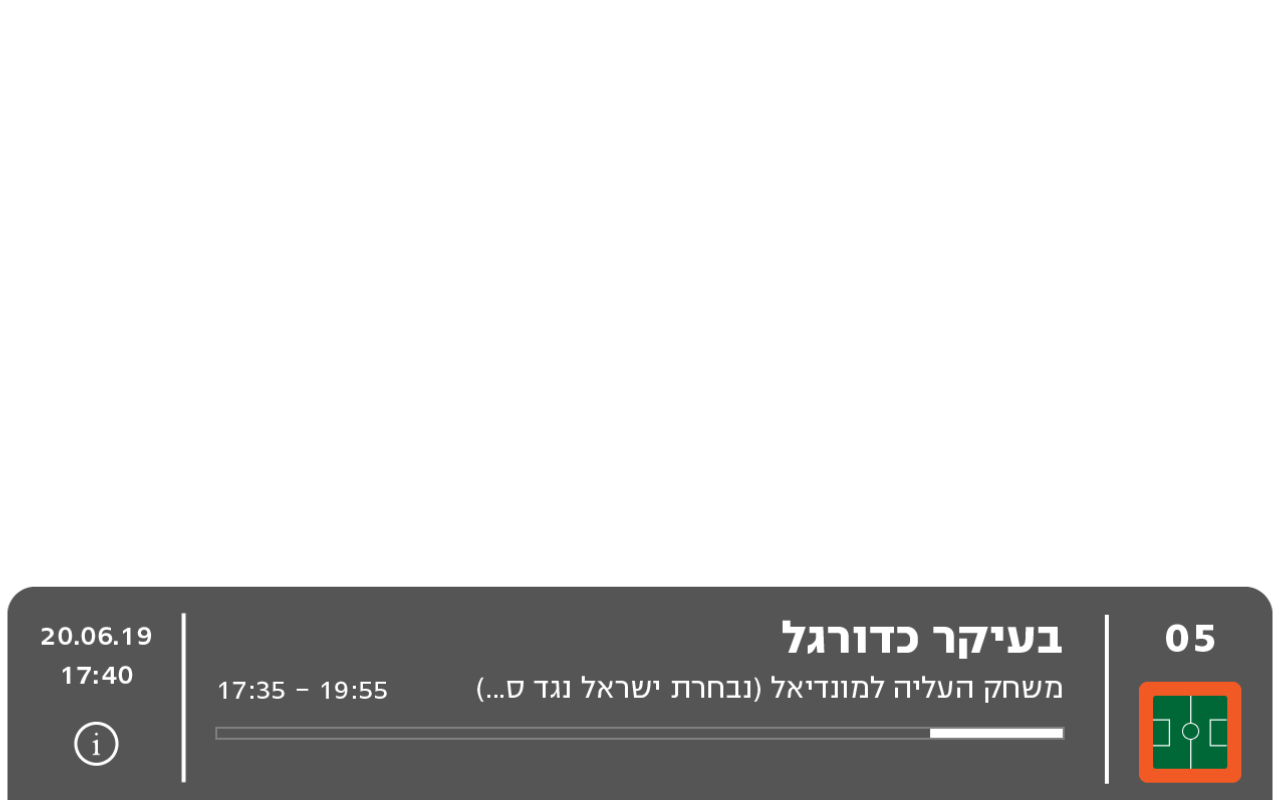 05
בעיקר כדורגל
משחק העליה למונדיאל (נבחרת ישראל נגד ס...)
17:35 – 19:55
20.06.19
17:40
i